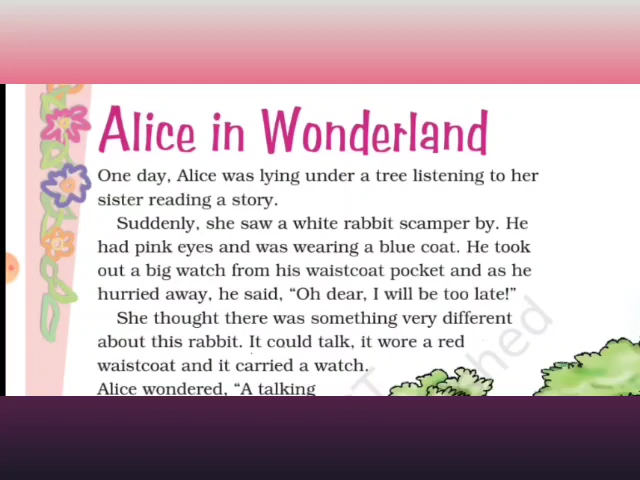 Alice in Wonderland
One day, Alice was lying under a tree listening to her
sister reading a story.
Suddenly, she saw a white rabbit scamper by. He
had pink eyes and was wearing a blue coat. He took
out a big watch from his waistcoat pocket and as he
hurried away, he said, “Oh dear, I will be too late!”
She thought there was something very different
about this rabbit. It could talk, it wore a red
waistcoat and it carried a watch.
Alice wondered, “A talking